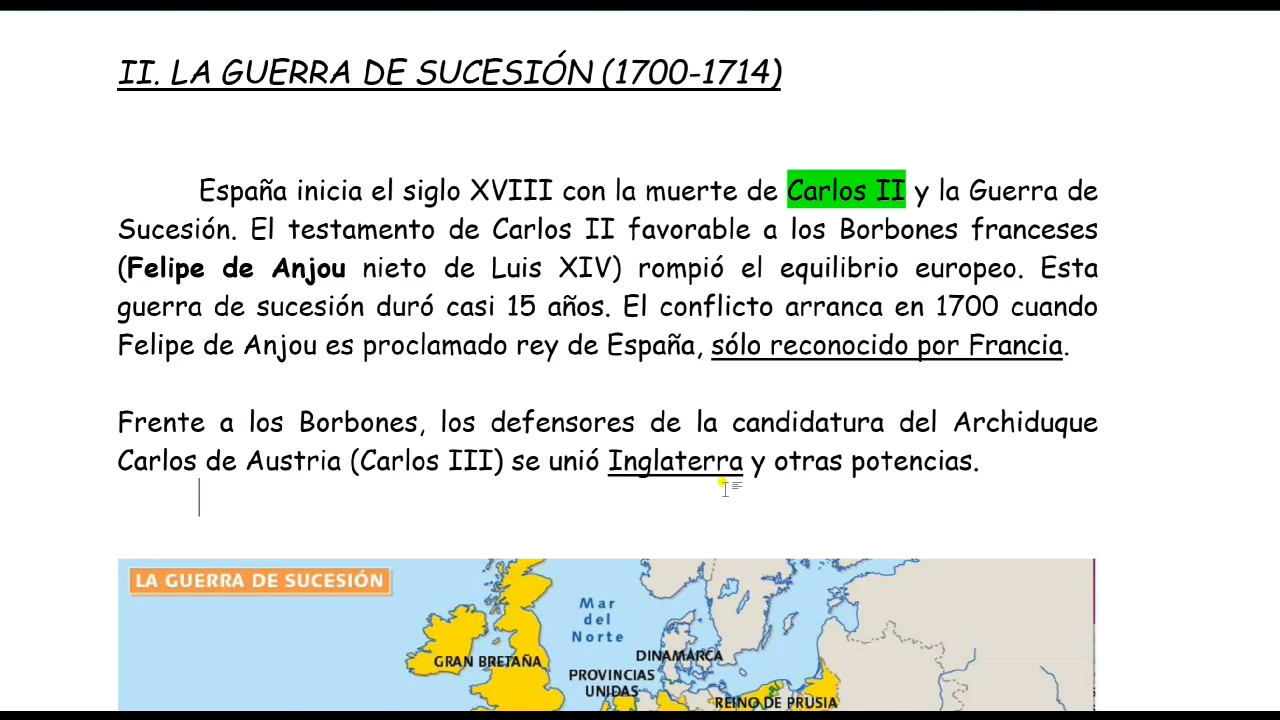 II. LA GUERRA DE SUCESIÓN (1700-1714)
España inicia el siglo XVIII con la muerte de Carlos II y la Guerra de
Sucesión. El testamento de Carlos II favorable a los Borbones franceses
(Felipe de Anjou nieto de Luis XIV) rompió el equilibrio europeo. Esta
guerra de sucesión duró casi 15 años. El conflicto arranca en 1700 cuando
Felipe de Anjou es proclamado rey de España, sólo reconocido por Francia.
Frente a los Borbones, los defensores de la candidatura del Archiduque
Carlos de Austria (Carlos III) se unió Inglaterra y otras potencias.
LA GUERRA DE SUCESIÓN
Mar
del
Norte
GRAN BRETAÑA
DINAMARCA
PROVINCIAS
UNIDAS
REINO DE PRUSIA